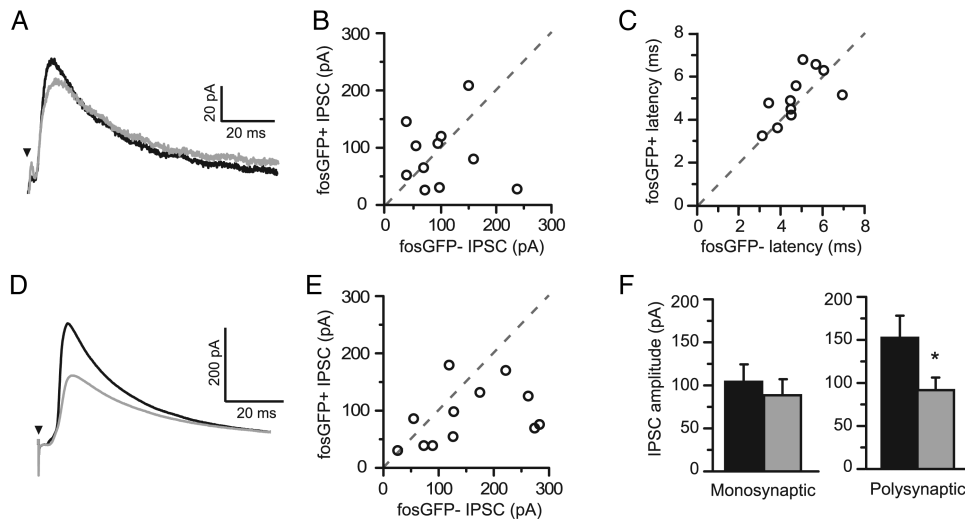 A
20 pA
20 ms
B
fosGFP+ IPSC (pA)
300
200
100
0
0
100
200
300
fosGFP- IPSC (pA)
C
fosGFP+ latency (ms)
8
6
4
2
0
0
2
4
6
8
fosGFP- latency (ms)
D
200 pA
20 ms
E
fosGFP+ IPSC (pA)
300
200
100
0
0
100
200
300
fosGFP- IPSC (pA)
F
IPSC amplitude (pA)
200
150
100
50
0
Monosynaptic
200
150
100
50
0
*
Polysynaptic